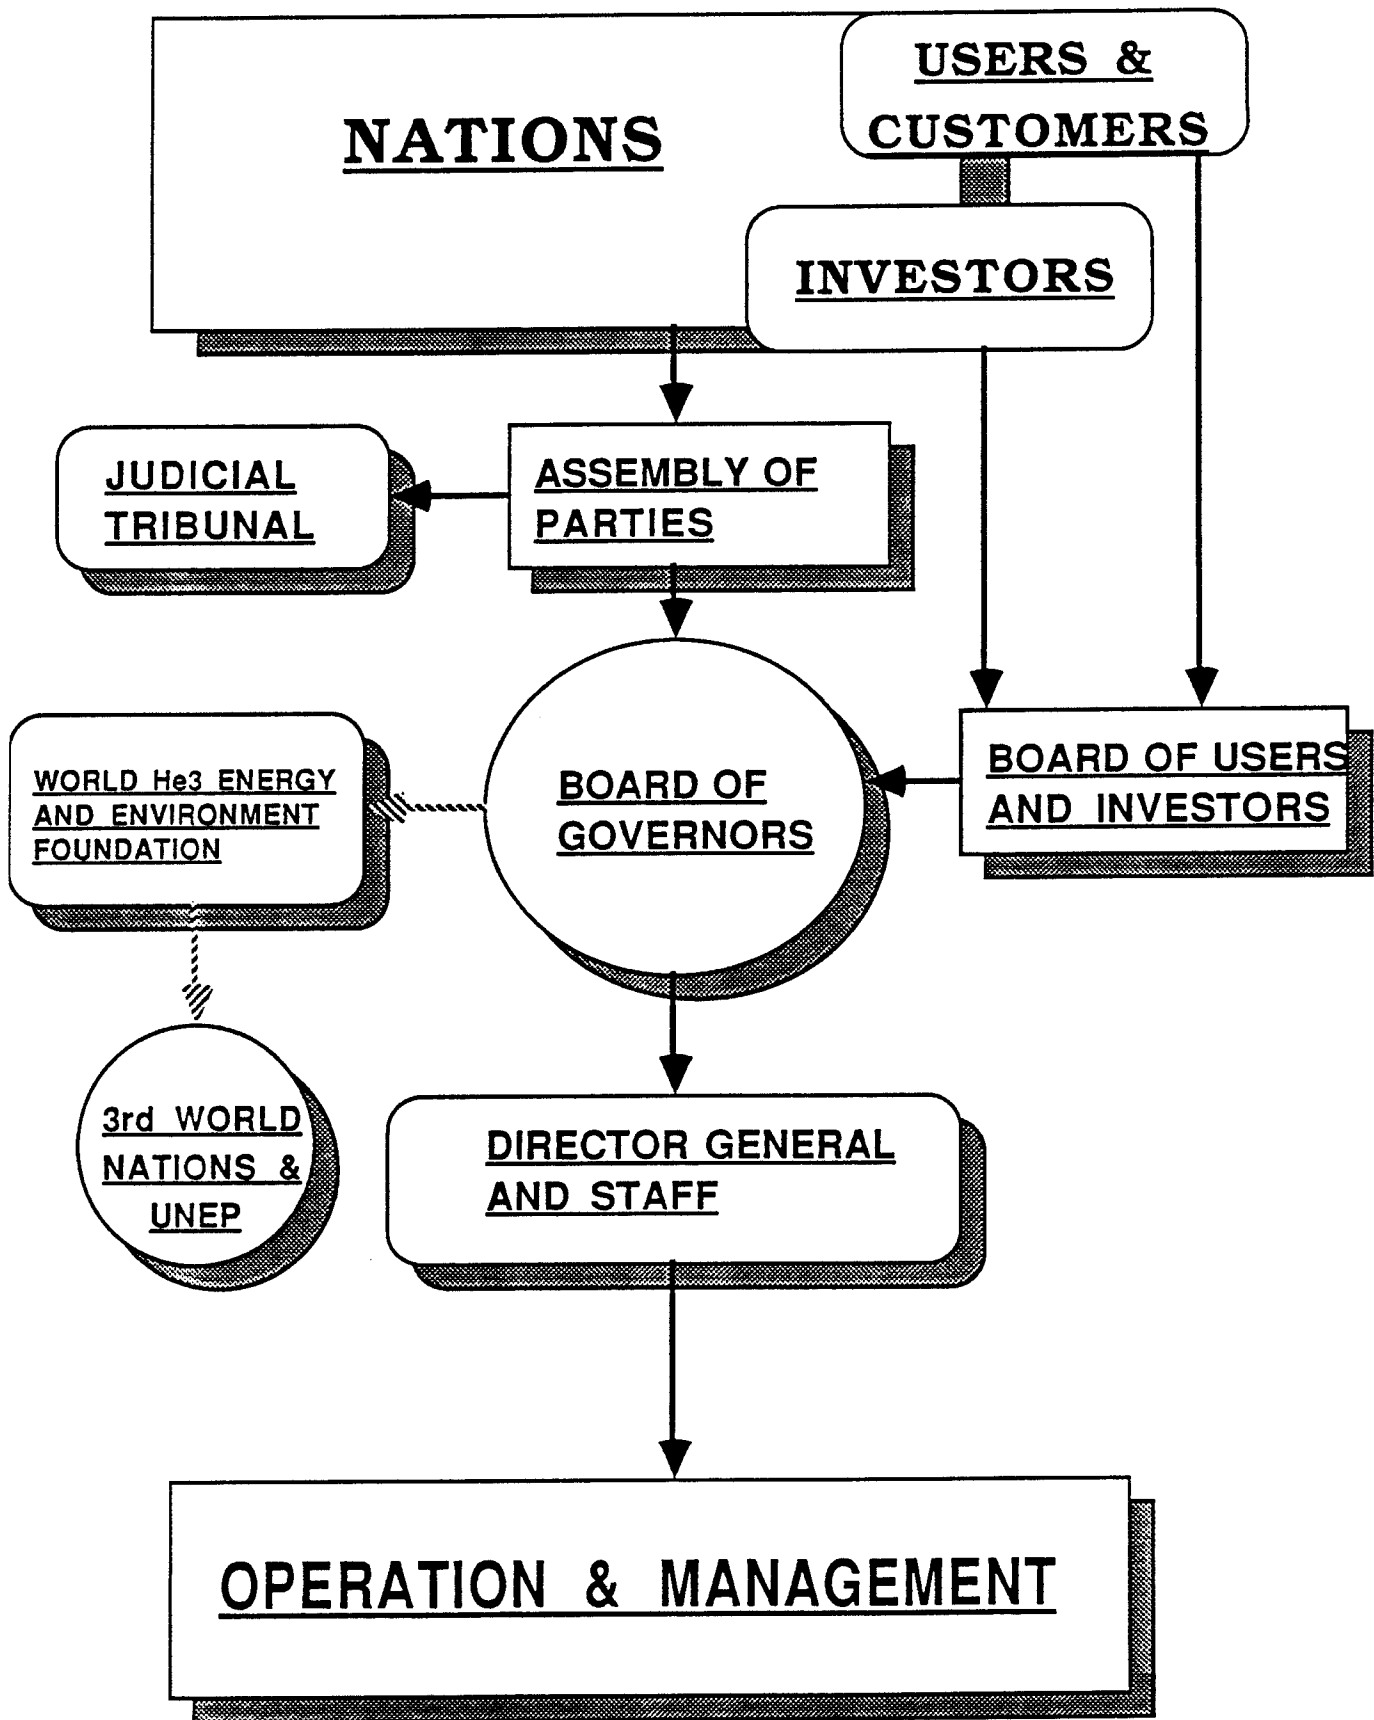 USERS &
CUSTOMERS
NATIONS
INVESTORS
JUDICIAL
TRIBUNAL
ASSEMBLY OF
PARTIES
WORLD He3 ENERGY
AND ENVIRONMENT
FOUNDATION
BOARD OF
GOVERNORS
BOARD OF USERS
AND INVESTORS
3rd WORLD
NATIONS &
UNEP
DIRECTOR GENERAL
AND STAFF
OPERATION & MANAGEMENT